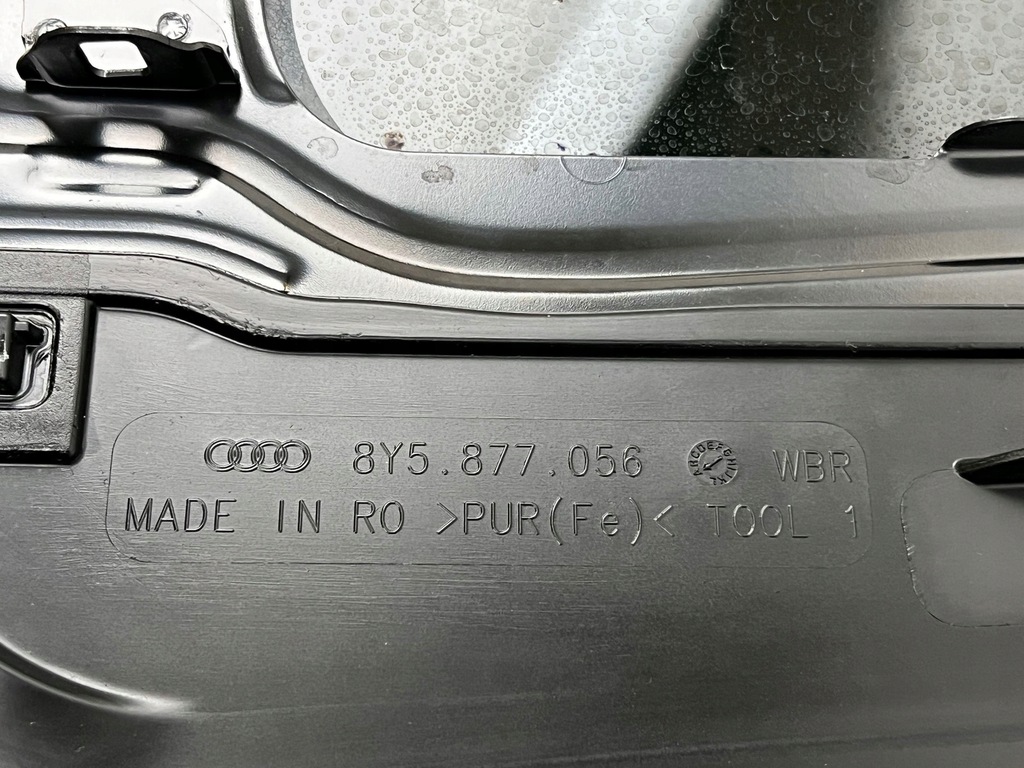 8Y5.877.056 WBR
MADE IN RO >PUR(Fe)< TOOL 1